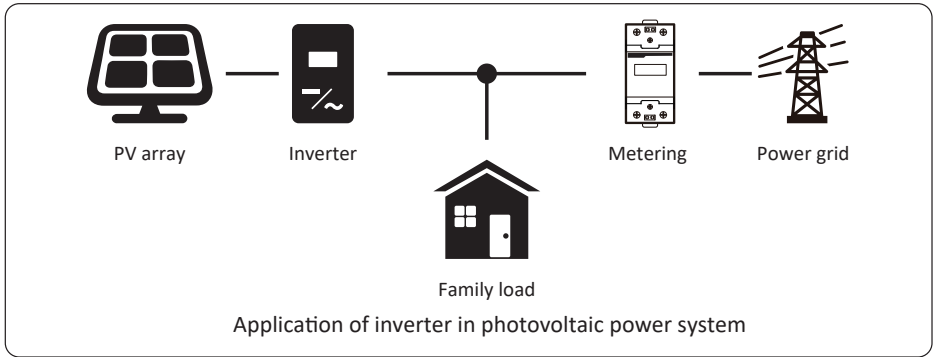 PV array
Inverter
Metering
Power grid
Family load
Application of inverter in photovoltaic power system